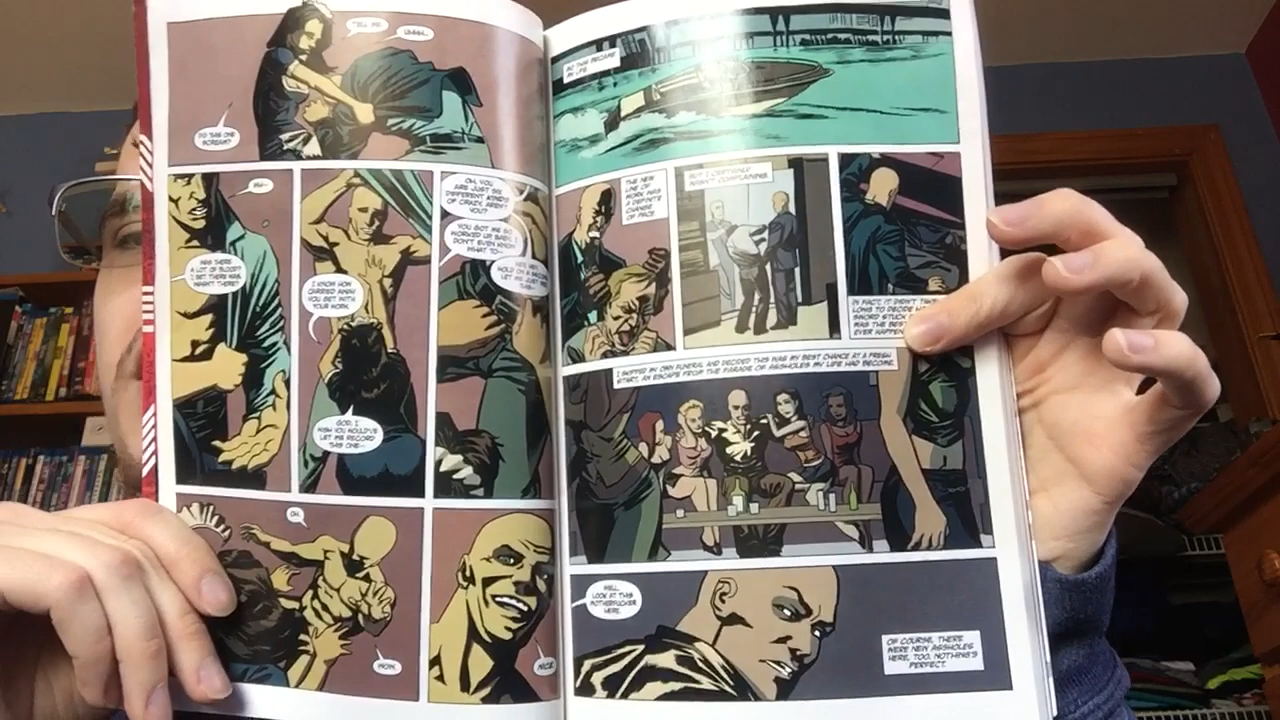 TELL ME.
UHHH...
DO THIS ONE
SCREAM?
UH--
WAS THERE
A LOT OF BLOOD?
I BET THERE WAS,
WASN'T THERE?
I KNOW HOW
CARRIED AWAY
YOU GET WITH
YOUR WORK.
GOD, I
WISH YOU WOULD'VE
LET ME RECORD
THIS ONE--
OH, YOU
ARE JUST SIX
DIFFERENT KINDS
OF CRAZY, AREN'T
YOU?
YOU GOT ME SO
WORKED UP, BABY, I
DON'T EVEN KNOW
WHAT TO--
HOLD ON A SECOND,
LET ME JUST
OH.
WOW.
NICE.
SO THIS BECAME
MY LIFE.
THE NEW
LINE OF
WORK WAS
A DEFINITE
CHANGE
OF PACE
BUT I CERTAINLY
WASN'T COMPLAINING.
IN FACT, IT DIDN'T TAKE
LONG TO DECIDE
SWORD STUCK
WAS THE BEST
EVER HAPPEN
I SKIPPED MY OWN FUNERAL AND DECIDED THIS WAS MY BEST CHANCE AT A FRESH
START, AN ESCAPE FROM THE PARADE OF ASSHOLES MY LIFE HAD BECOME.
WELL,
LOOK AT THIS
MOTHERFUCKER
HERE.
OF COURSE, THERE
WERE NEW ASSHOLES
HERE, TOO. NOTHING'S
PERFECT.